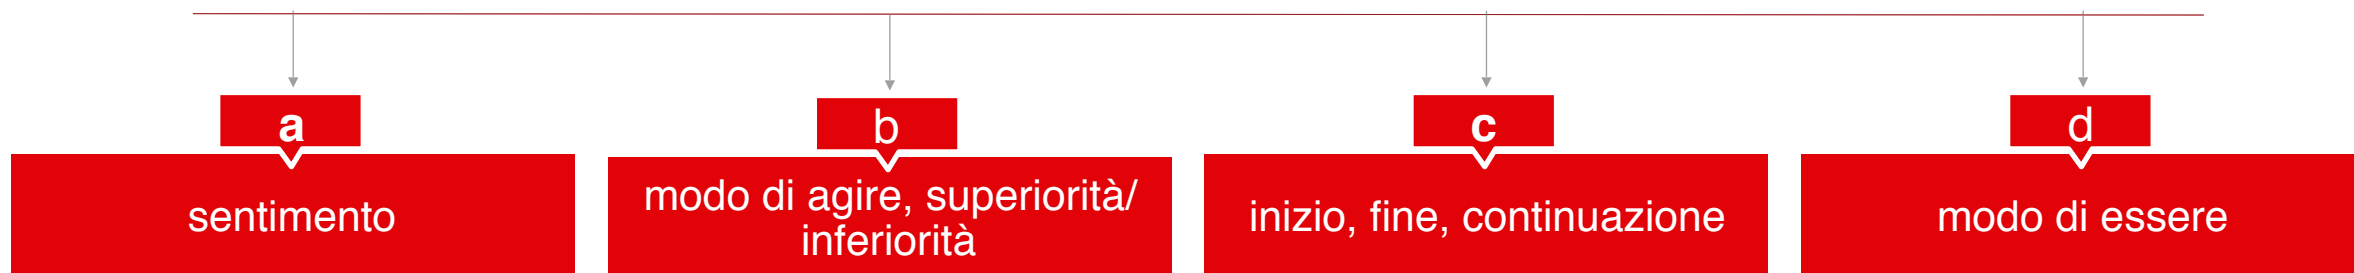 a
sentimento
b
modo di agire, superiorità/
inferiorità
c
inizio, fine, continuazione
d
modo di essere